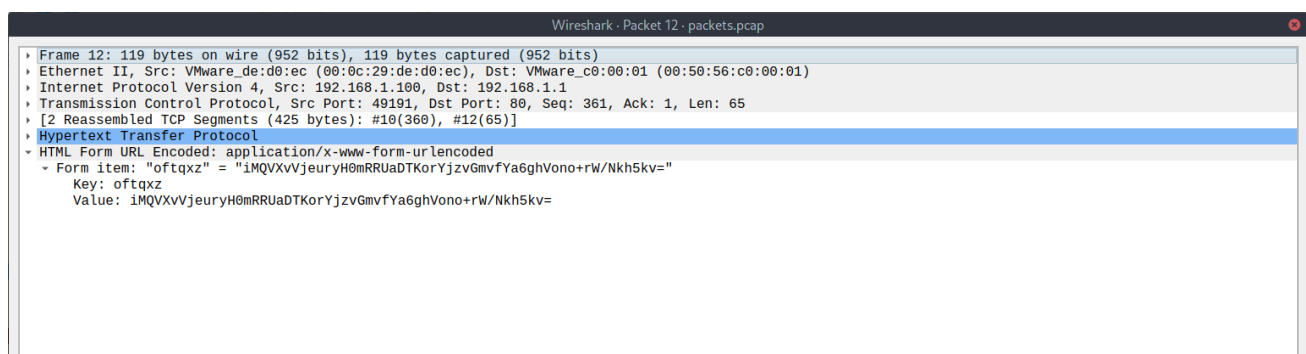 Wireshark · Packet 12 · packets.pcap
Frame 12: 119 bytes on wire (952 bits), 119 bytes captured (952 bits)
Ethernet II, Src: VMware_de:d0:ec (00:0c:29:de:d0:ec), Dst: VMware_c0:00:01 (00:50:56:c0:00:01)
Internet Protocol Version 4, Src: 192.168.1.100, Dst: 192.168.1.1
Transmission Control Protocol, Src Port: 49191, Dst Port: 80, Seq: 361, Ack: 1, Len: 65
[2 Reassembled TCP Segments (425 bytes): #10(360), #12(65)]
Hypertext Transfer Protocol
HTML Form URL Encoded: application/x-www-form-urlencoded
Form item: "oftqxz" = "iMQVXvVjeuryH0mRRUaDTKorYjzvGmvfYa6ghVono+rW/Nkh5kv="
Key: oftqxz
Value: iMQVXvVjeuryH0mRRUaDTKorYjzvGmvfYa6ghVono+rW/Nkh5kv=